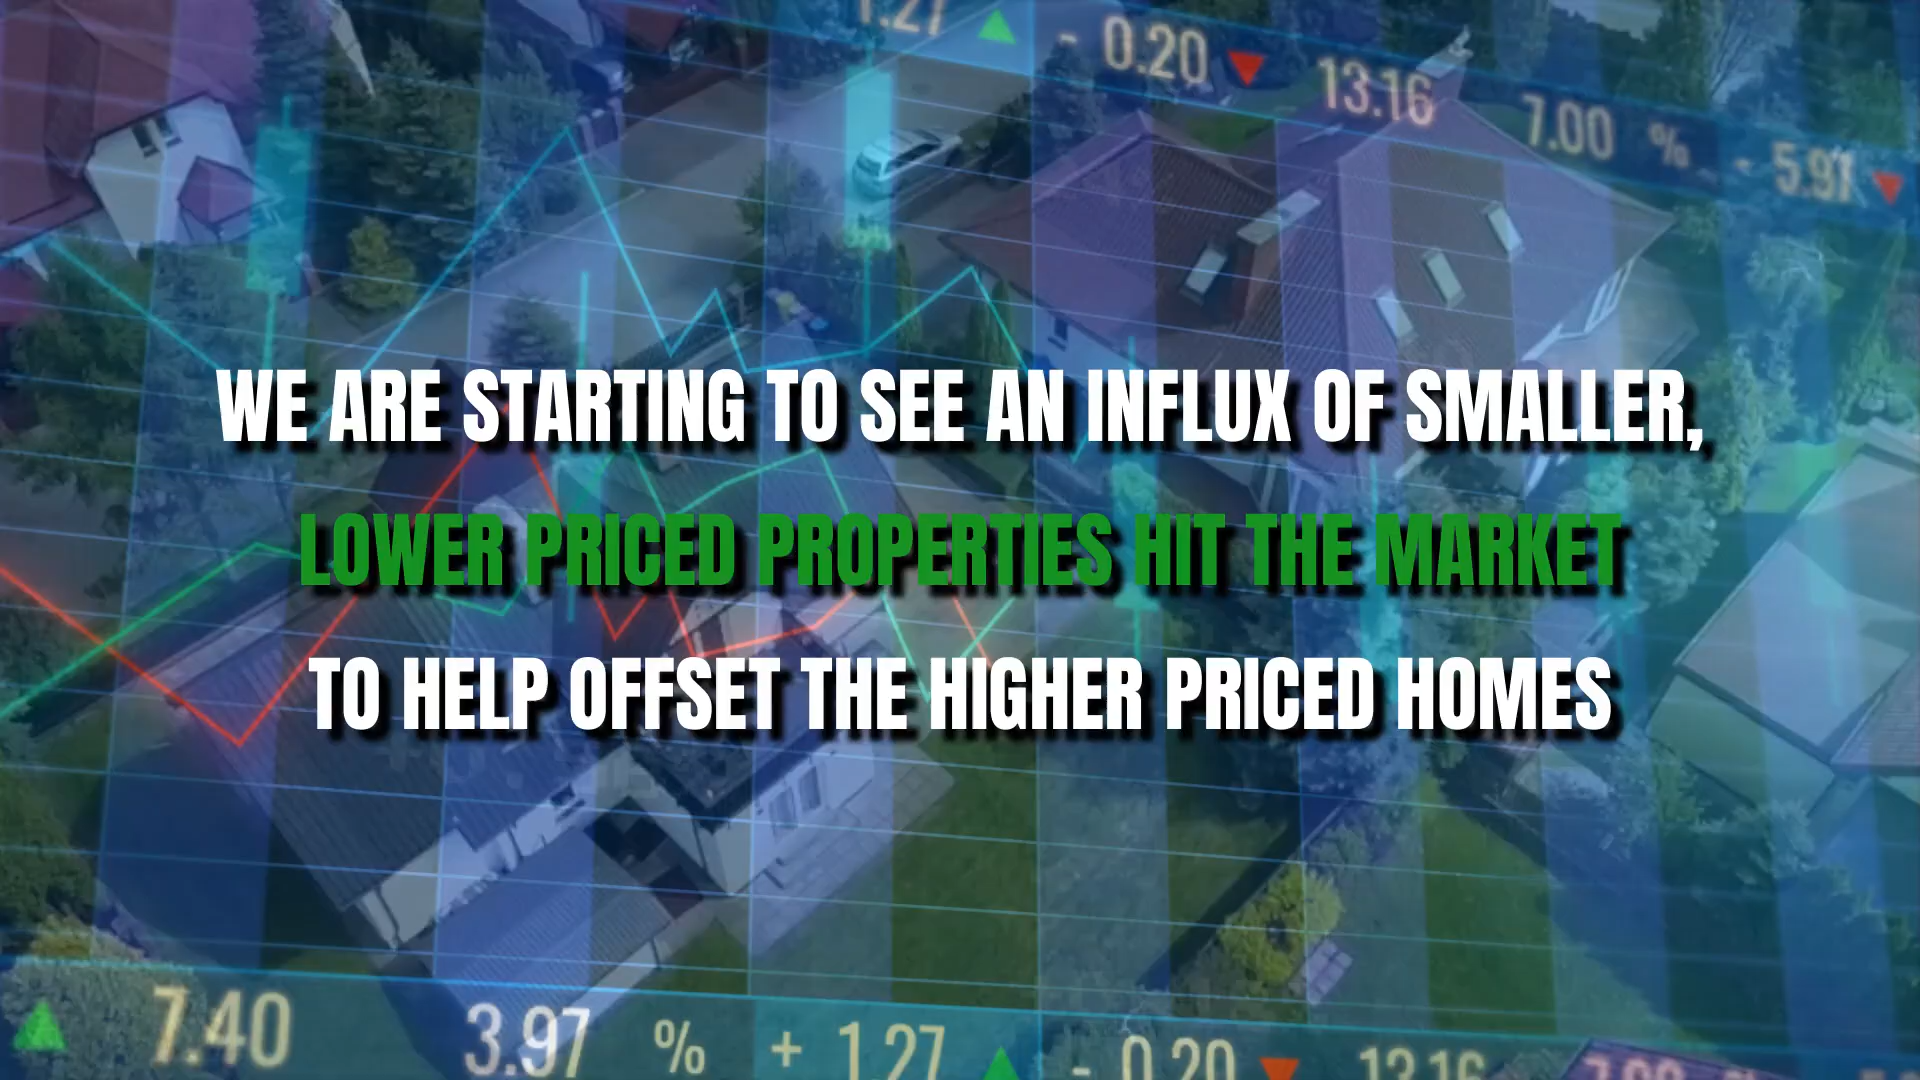 1.27 ▲ - 0.20 ▼ 13.16 7.00 % - 5.91 ▼
WE ARE STARTING TO SEE AN INFLUX OF SMALLER,
LOWER PRICED PROPERTIES HIT THE MARKET
TO HELP OFFSET THE HIGHER PRICED HOMES
▲ 7.40 3.97 % + 1.27 ▲ - 0.20 ▼ 13.16